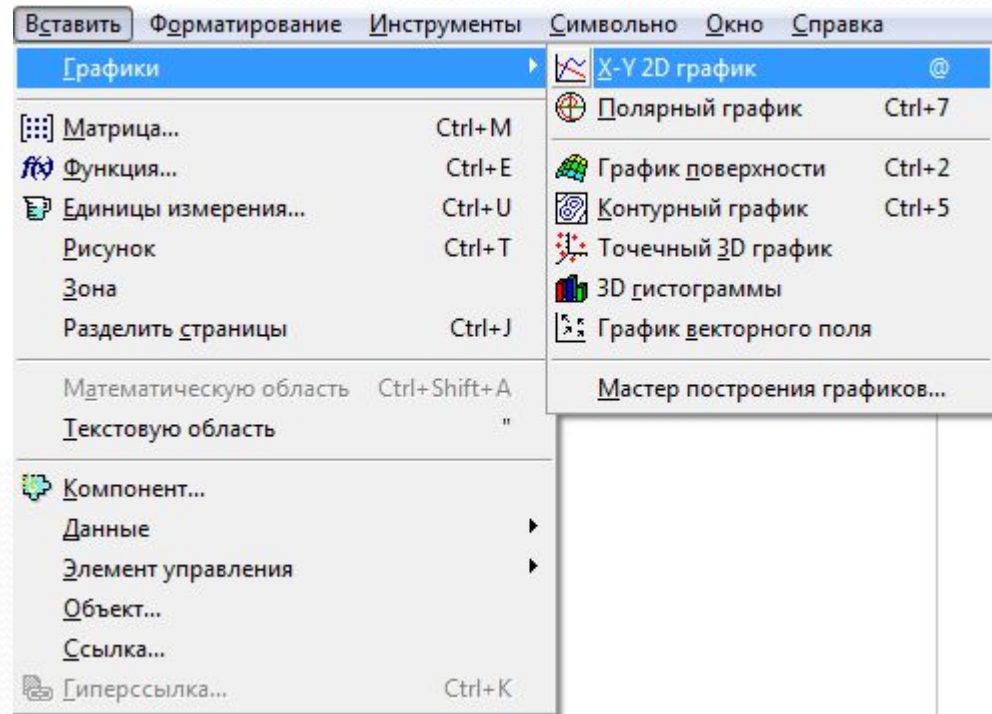 Вставить Форматирование Инструменты Символьно Окно Справка
Графики
Матрица... Ctrl+M
Функция... Ctrl+E
Единицы измерения... Ctrl+U
Рисунок Ctrl+T
Зона
Разделить страницы Ctrl+J
Математическую область Ctrl+Shift+A
Текстовую область "
Компонент...
Данные
Элемент управления
Объект...
Ссылка...
Гиперссылка... Ctrl+K
X-Y 2D график @
Полярный график Ctrl+7
График поверхности Ctrl+2
Контурный график Ctrl+5
Точечный 3D график
3D гистограммы
График векторного поля
Мастер построения графиков...